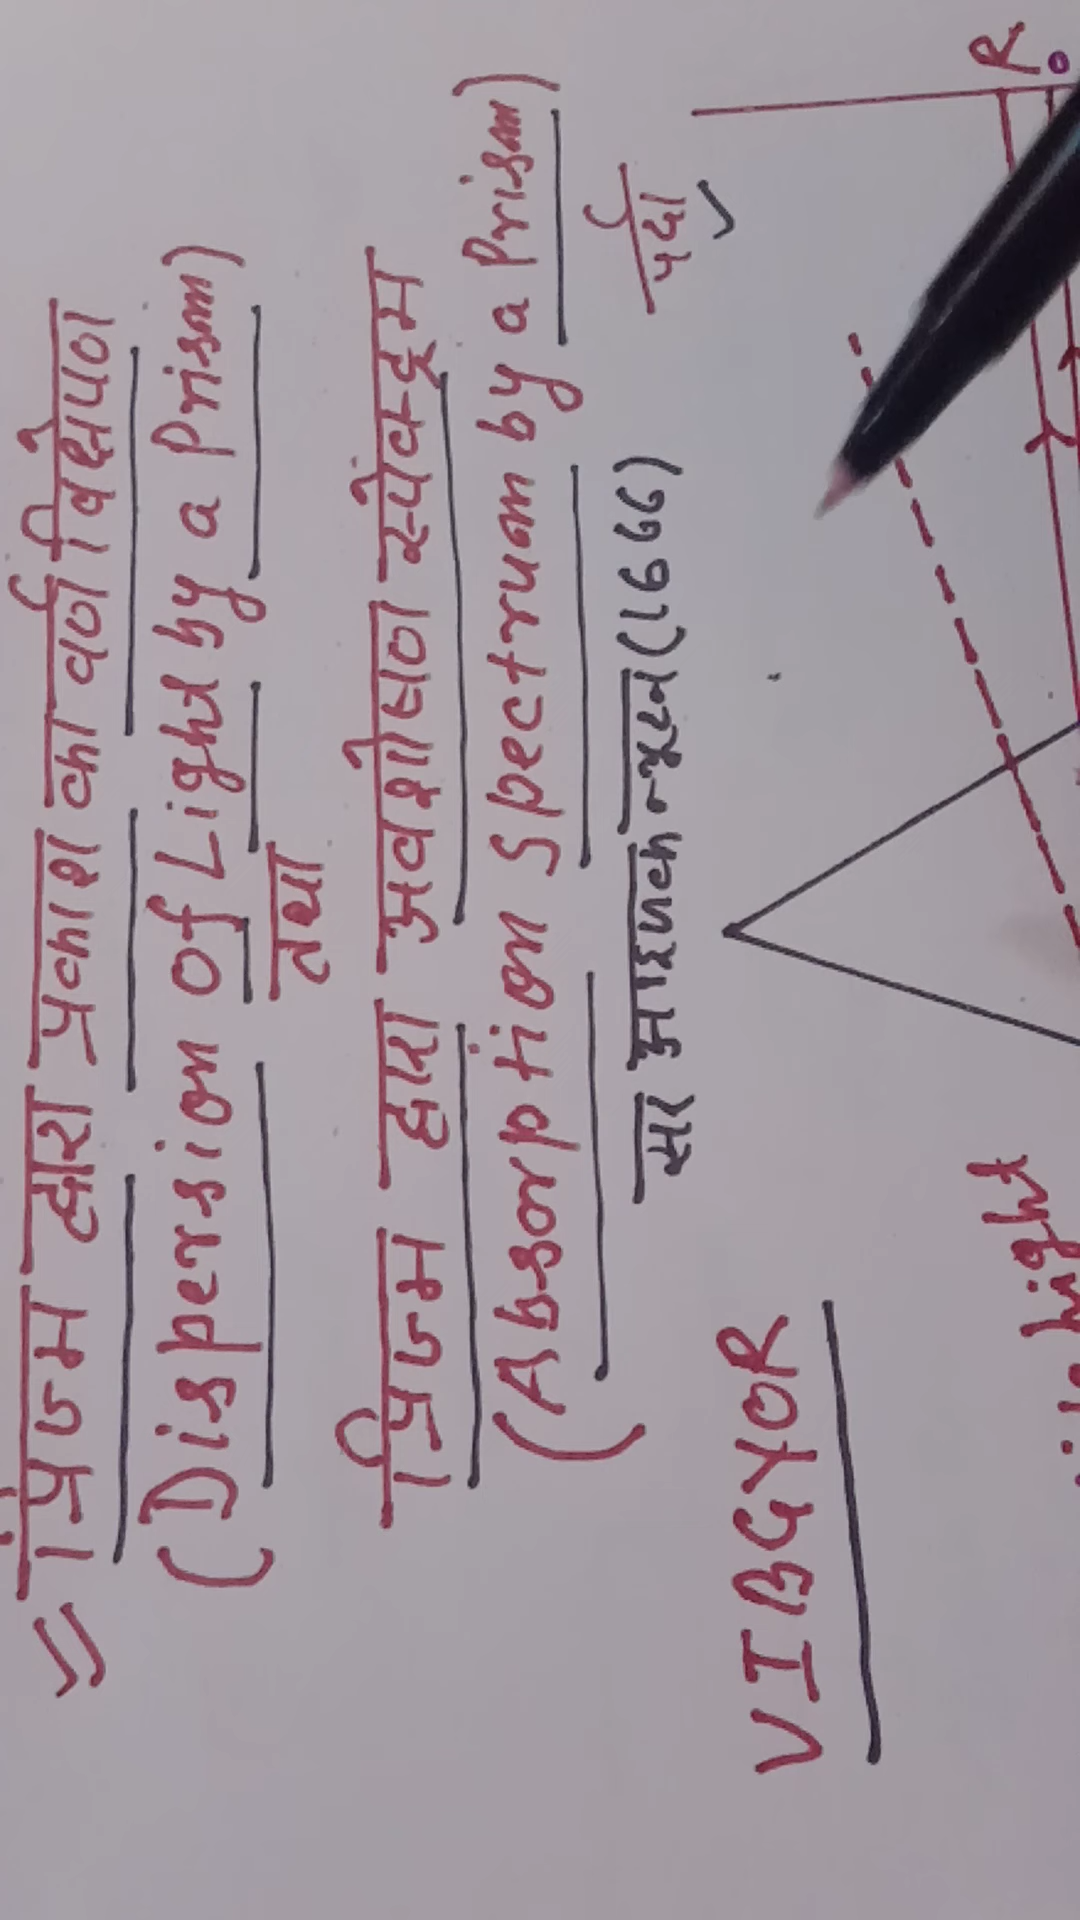 प्रिज्म द्वारा प्रकाश का वर्ण विक्षेपण
(Dispersion of Light by a Prism)
तथा
प्रिज्म द्वारा अवशोषण स्पेक्ट्रम
(Absorption Spectrum by a Prism)
सर आइजक न्यूटन (1666)
पर्दा
R
O
VIBGYOR
Light